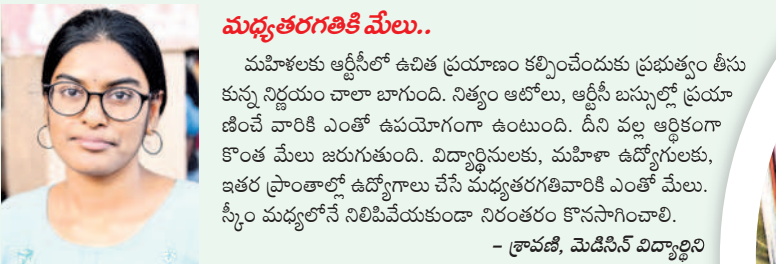 మధ్యతరగతికి మేలు..
మహిళలకు ఆర్టీసీలో ఉచిత ప్రయాణం కల్పించేందుకు ప్రభుత్వం తీసు
కున్న నిర్ణయం చాలా బాగుంది. నిత్యం ఆటోలు, ఆర్టీసీ బస్సుల్లో ప్రయా
ణించే వారికి ఎంతో ఉపయోగంగా ఉంటుంది. దీని వల్ల ఆర్థికంగా
కొంత మేలు జరుగుతుంది. విద్యార్థినులకు, మహిళా ఉద్యోగులకు,
ఇతర ప్రాంతాల్లో ఉద్యోగాలు చేసే మధ్యతరగతివారికి ఎంతో మేలు.
స్కీం మధ్యలోనే నిలిపివేయకుండా నిరంతరం కొనసాగించాలి.
– శ్రావణి, మెడిసిన్ విద్యార్థిని